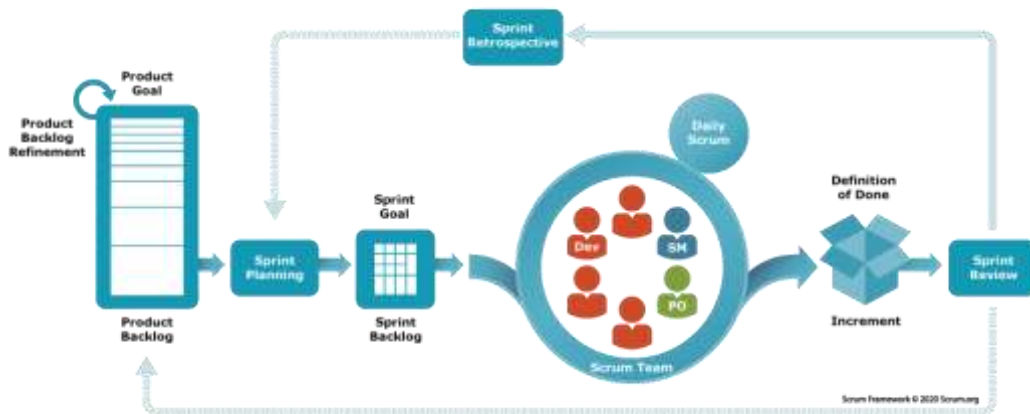 Sprint
Retrospective
Product
Goal
Product
Backlog
Refinement
Daily
Scrum
Sprint
Goal
Definition
of Done
Dev
SM
PO
Sprint
Planning
Sprint
Review
Product
Backlog
Sprint
Backlog
Increment
Scrum Team
Scrum Framework © 2020 Scrum.org